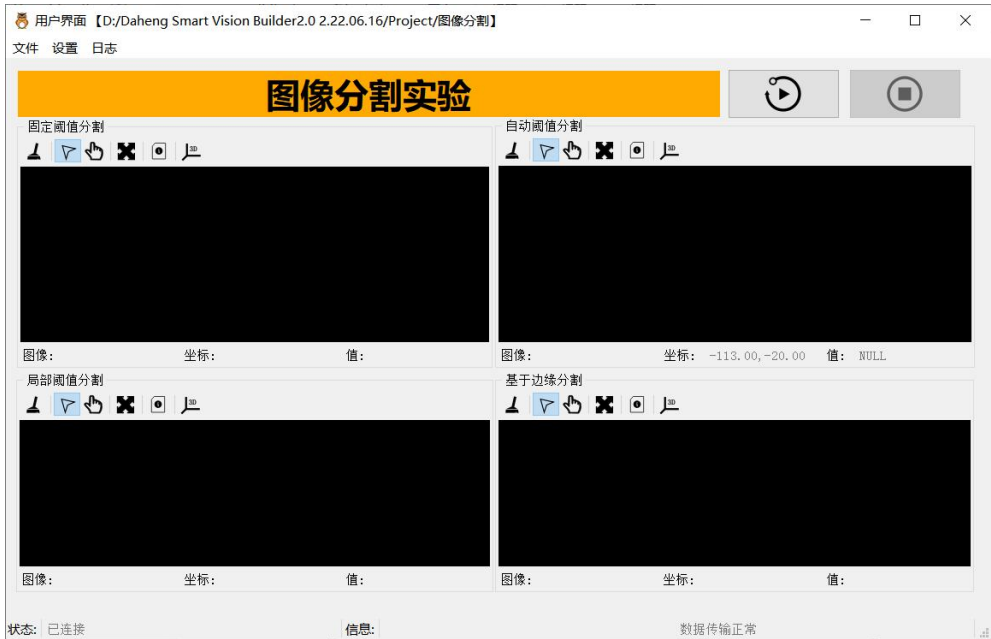 用户界面【D:/Daheng Smart Vision Builder2.0 2.22.06.16/Project/图像分割】
文件 设置 日志
图像分割实验
固定阈值分割
3D
图像: 坐标: 值:
自动阈值分割
3D
图像: 坐标: -113.00,-20.00 值: NULL
局部阈值分割
3D
图像: 坐标: 值:
基于边缘分割
3D
图像: 坐标: 值:
状态: 已连接 信息: 数据传输正常